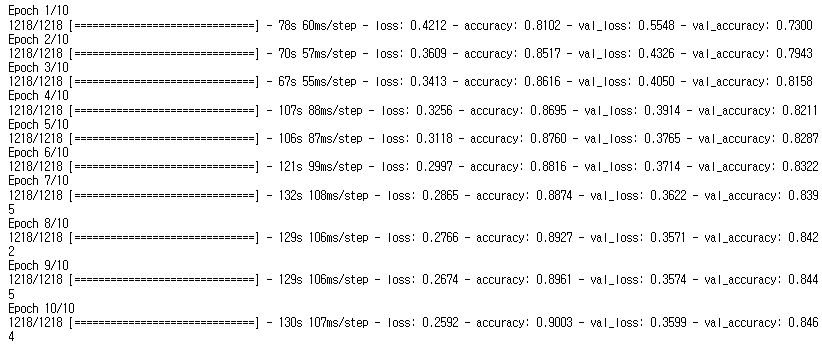 Epoch 1/10
1218/1218 [==============================] - 78s 60ms/step - loss: 0.4212 - accuracy: 0.8102 - val_loss: 0.5548 - val_accuracy: 0.7300
Epoch 2/10
1218/1218 [==============================] - 70s 57ms/step - loss: 0.3609 - accuracy: 0.8517 - val_loss: 0.4326 - val_accuracy: 0.7943
Epoch 3/10
1218/1218 [==============================] - 67s 55ms/step - loss: 0.3413 - accuracy: 0.8616 - val_loss: 0.4050 - val_accuracy: 0.8158
Epoch 4/10
1218/1218 [==============================] - 107s 88ms/step - loss: 0.3256 - accuracy: 0.8695 - val_loss: 0.3914 - val_accuracy: 0.8211
Epoch 5/10
1218/1218 [==============================] - 106s 87ms/step - loss: 0.3118 - accuracy: 0.8760 - val_loss: 0.3765 - val_accuracy: 0.8287
Epoch 6/10
1218/1218 [==============================] - 121s 99ms/step - loss: 0.2997 - accuracy: 0.8816 - val_loss: 0.3714 - val_accuracy: 0.8322
Epoch 7/10
1218/1218 [==============================] - 132s 108ms/step - loss: 0.2865 - accuracy: 0.8874 - val_loss: 0.3622 - val_accuracy: 0.839
5
Epoch 8/10
1218/1218 [==============================] - 129s 106ms/step - loss: 0.2766 - accuracy: 0.8927 - val_loss: 0.3571 - val_accuracy: 0.842
2
Epoch 9/10
1218/1218 [==============================] - 129s 106ms/step - loss: 0.2674 - accuracy: 0.8961 - val_loss: 0.3574 - val_accuracy: 0.844
5
Epoch 10/10
1218/1218 [==============================] - 130s 107ms/step - loss: 0.2592 - accuracy: 0.9003 - val_loss: 0.3599 - val_accuracy: 0.846
4